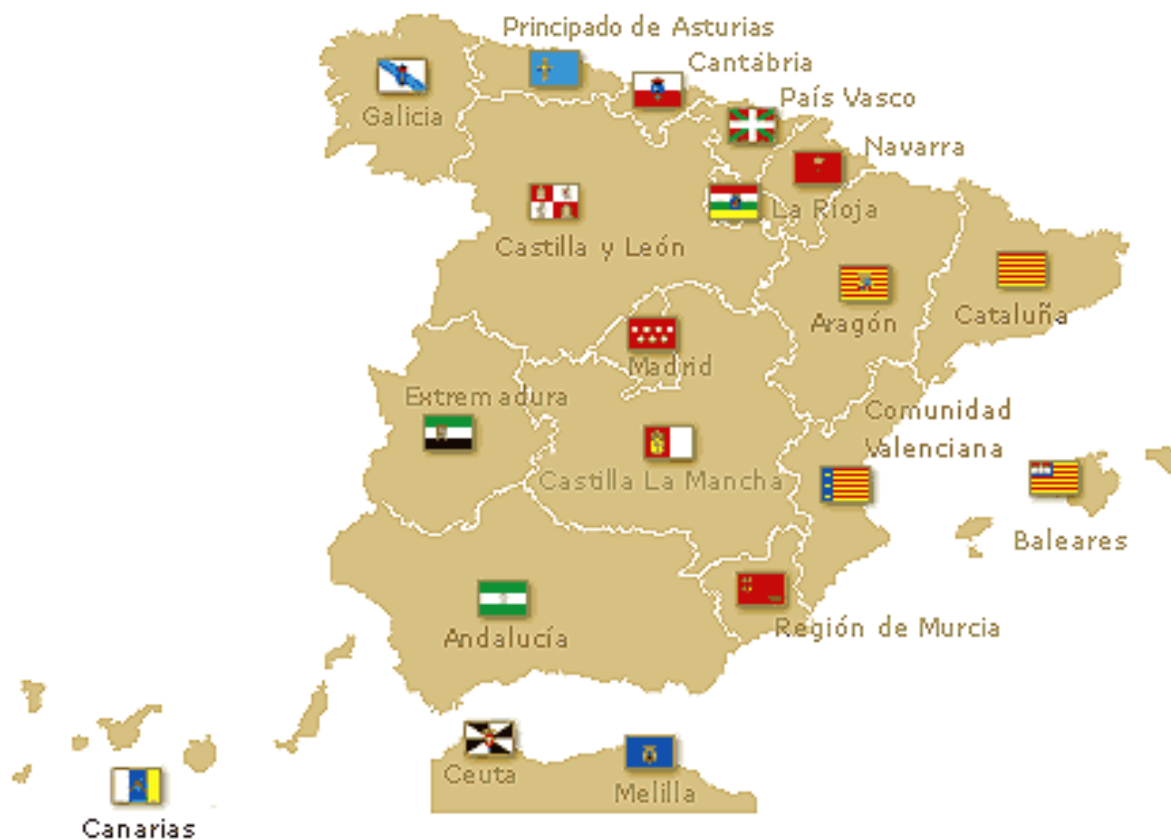 Principado de Asturias
Cantábria
País Vasco
Galicia
Navarra
La Rioja
Castilla y León
Cataluña
Aragón
Madrid
Extremadura
Comunidad
Valenciana
Castilla La Mancha
Baleares
Región de Murcia
Andalucía
Ceuta
Melilla
Canarias